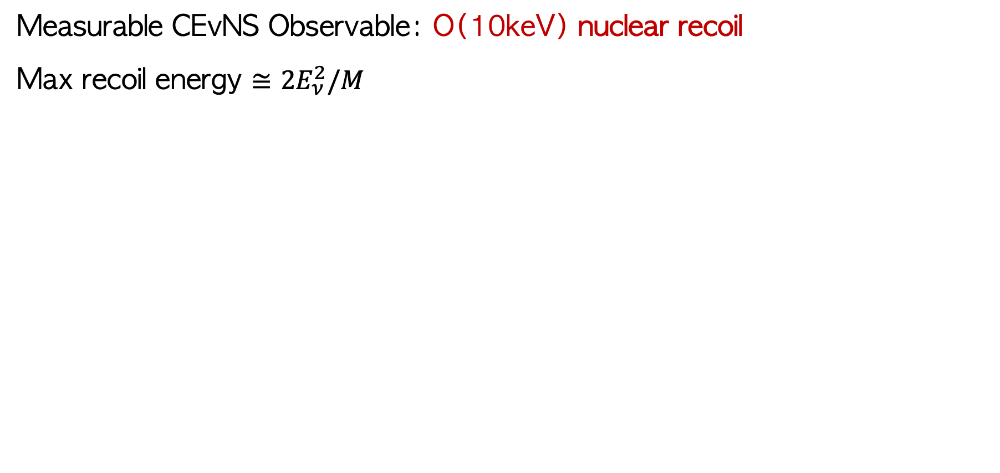 Measurable CEvNS Observable: O(10keV) nuclear recoil
Max recoil energy ≅ 2E_ν^2/M